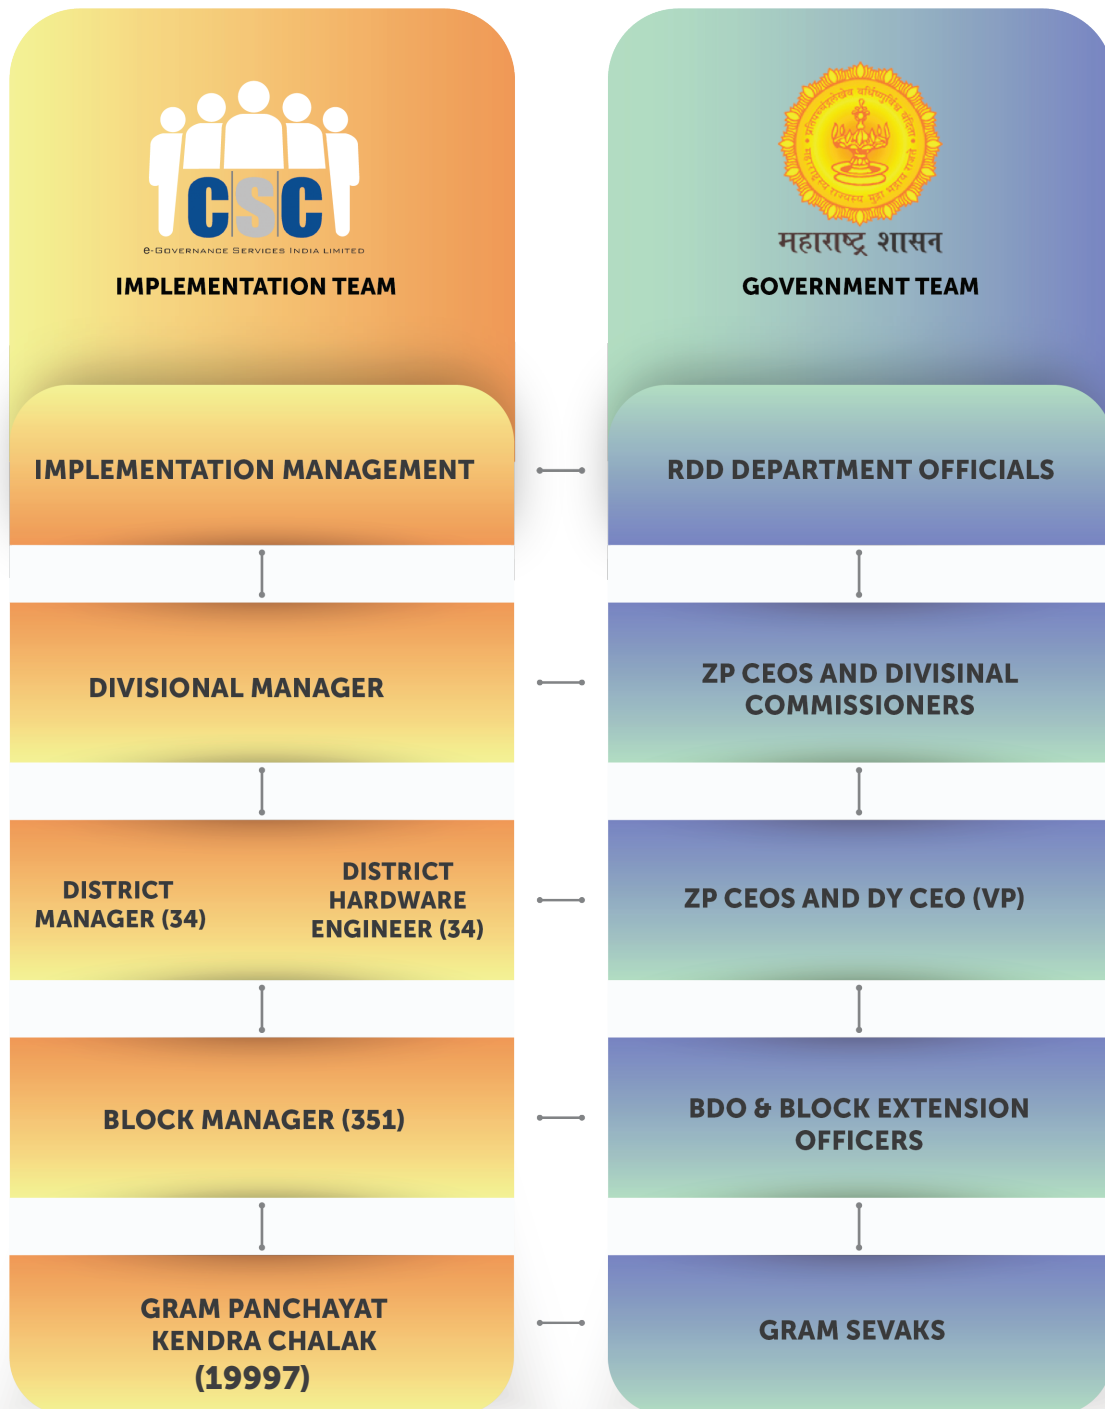 CSC
e-Governance Services India Limited
IMPLEMENTATION TEAM
IMPLEMENTATION MANAGEMENT
DIVISIONAL MANAGER
DISTRICT
MANAGER (34)
DISTRICT
HARDWARE
ENGINEER (34)
BLOCK MANAGER (351)
GRAM PANCHAYAT
KENDRA CHALAK
(19997)
महाराष्ट्र शासन
GOVERNMENT TEAM
RDD DEPARTMENT OFFICIALS
ZP CEOS AND DIVISINAL
COMMISSIONERS
ZP CEOS AND DY CEO (VP)
BDO & BLOCK EXTENSION
OFFICERS
GRAM SEVAKS